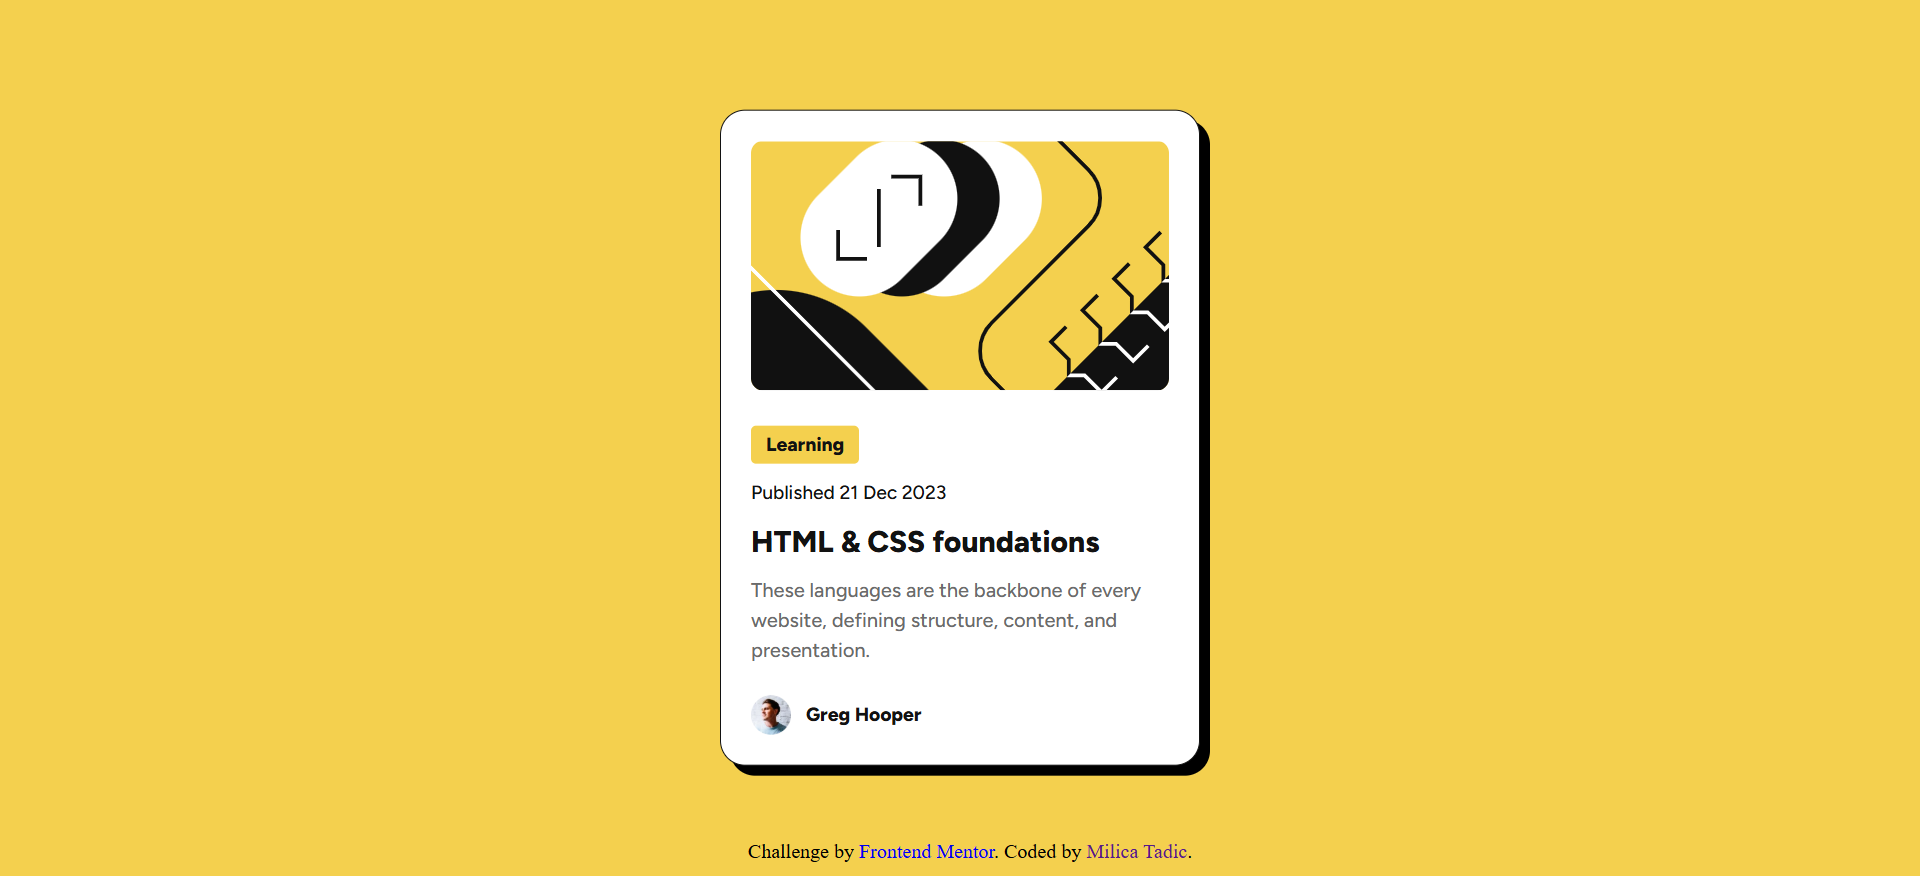 Learning
Published 21 Dec 2023
HTML & CSS foundations
These languages are the backbone of every
website, defining structure, content, and
presentation.
Greg Hooper
Challenge by Frontend Mentor. Coded by Milica Tadic.